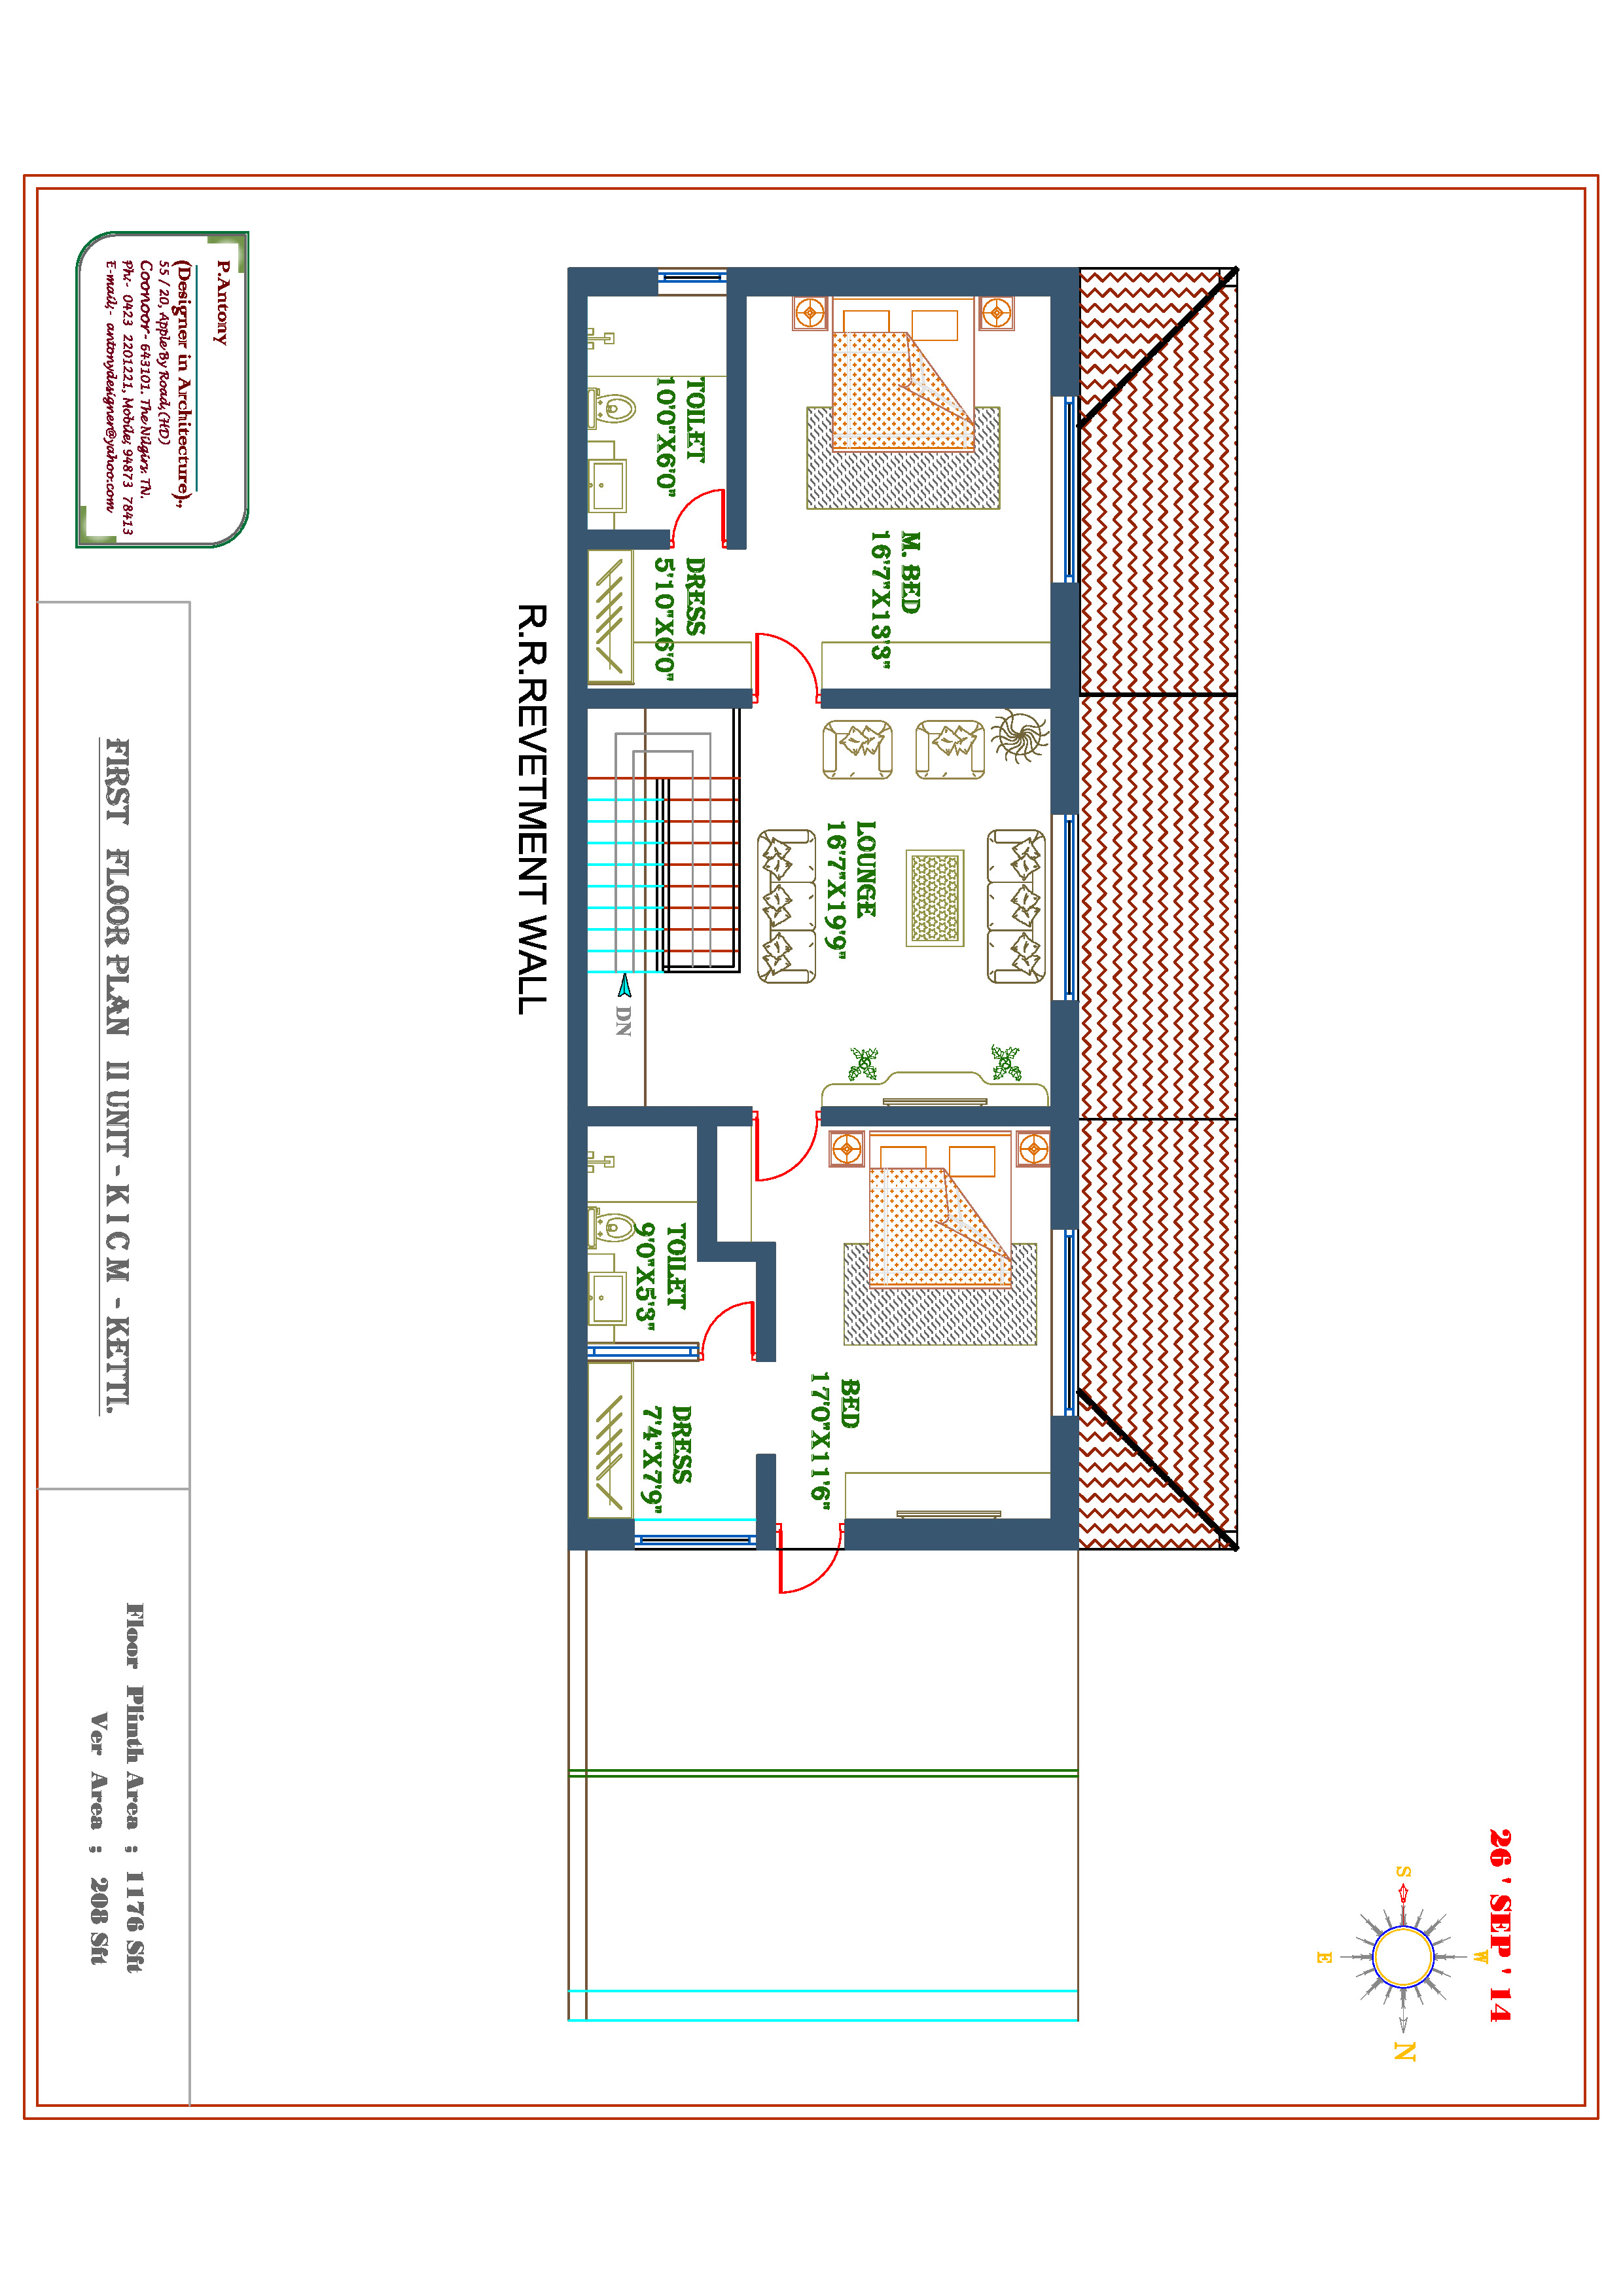 P.Antony
(Designer in Architecture).,
55 / 20, Apple By Road,(HD)
Coonoor - 643101. The Nilgirs. TN.
Ph:- 0423 2201221, Mobile; 94873 78413
E-mail;- antonydesigner@yahoo.com
26 ' SEP ' 14
S
W
E
N
M. BED
16'7"X13'3"
TOILET
10'0"X6'0"
DRESS
5'10"X6'0"
LOUNGE
16'7"X19'9"
DN
BED
17'0"X11'6"
TOILET
9'0"X5'3"
DRESS
7'4"X7'9"
R.R.REVETMENT WALL
FIRST FLOOR PLAN II UNIT - K I C M - KETTI.
Floor Plinth Area ; 1176 Sft
Ver Area ; 208 Sft